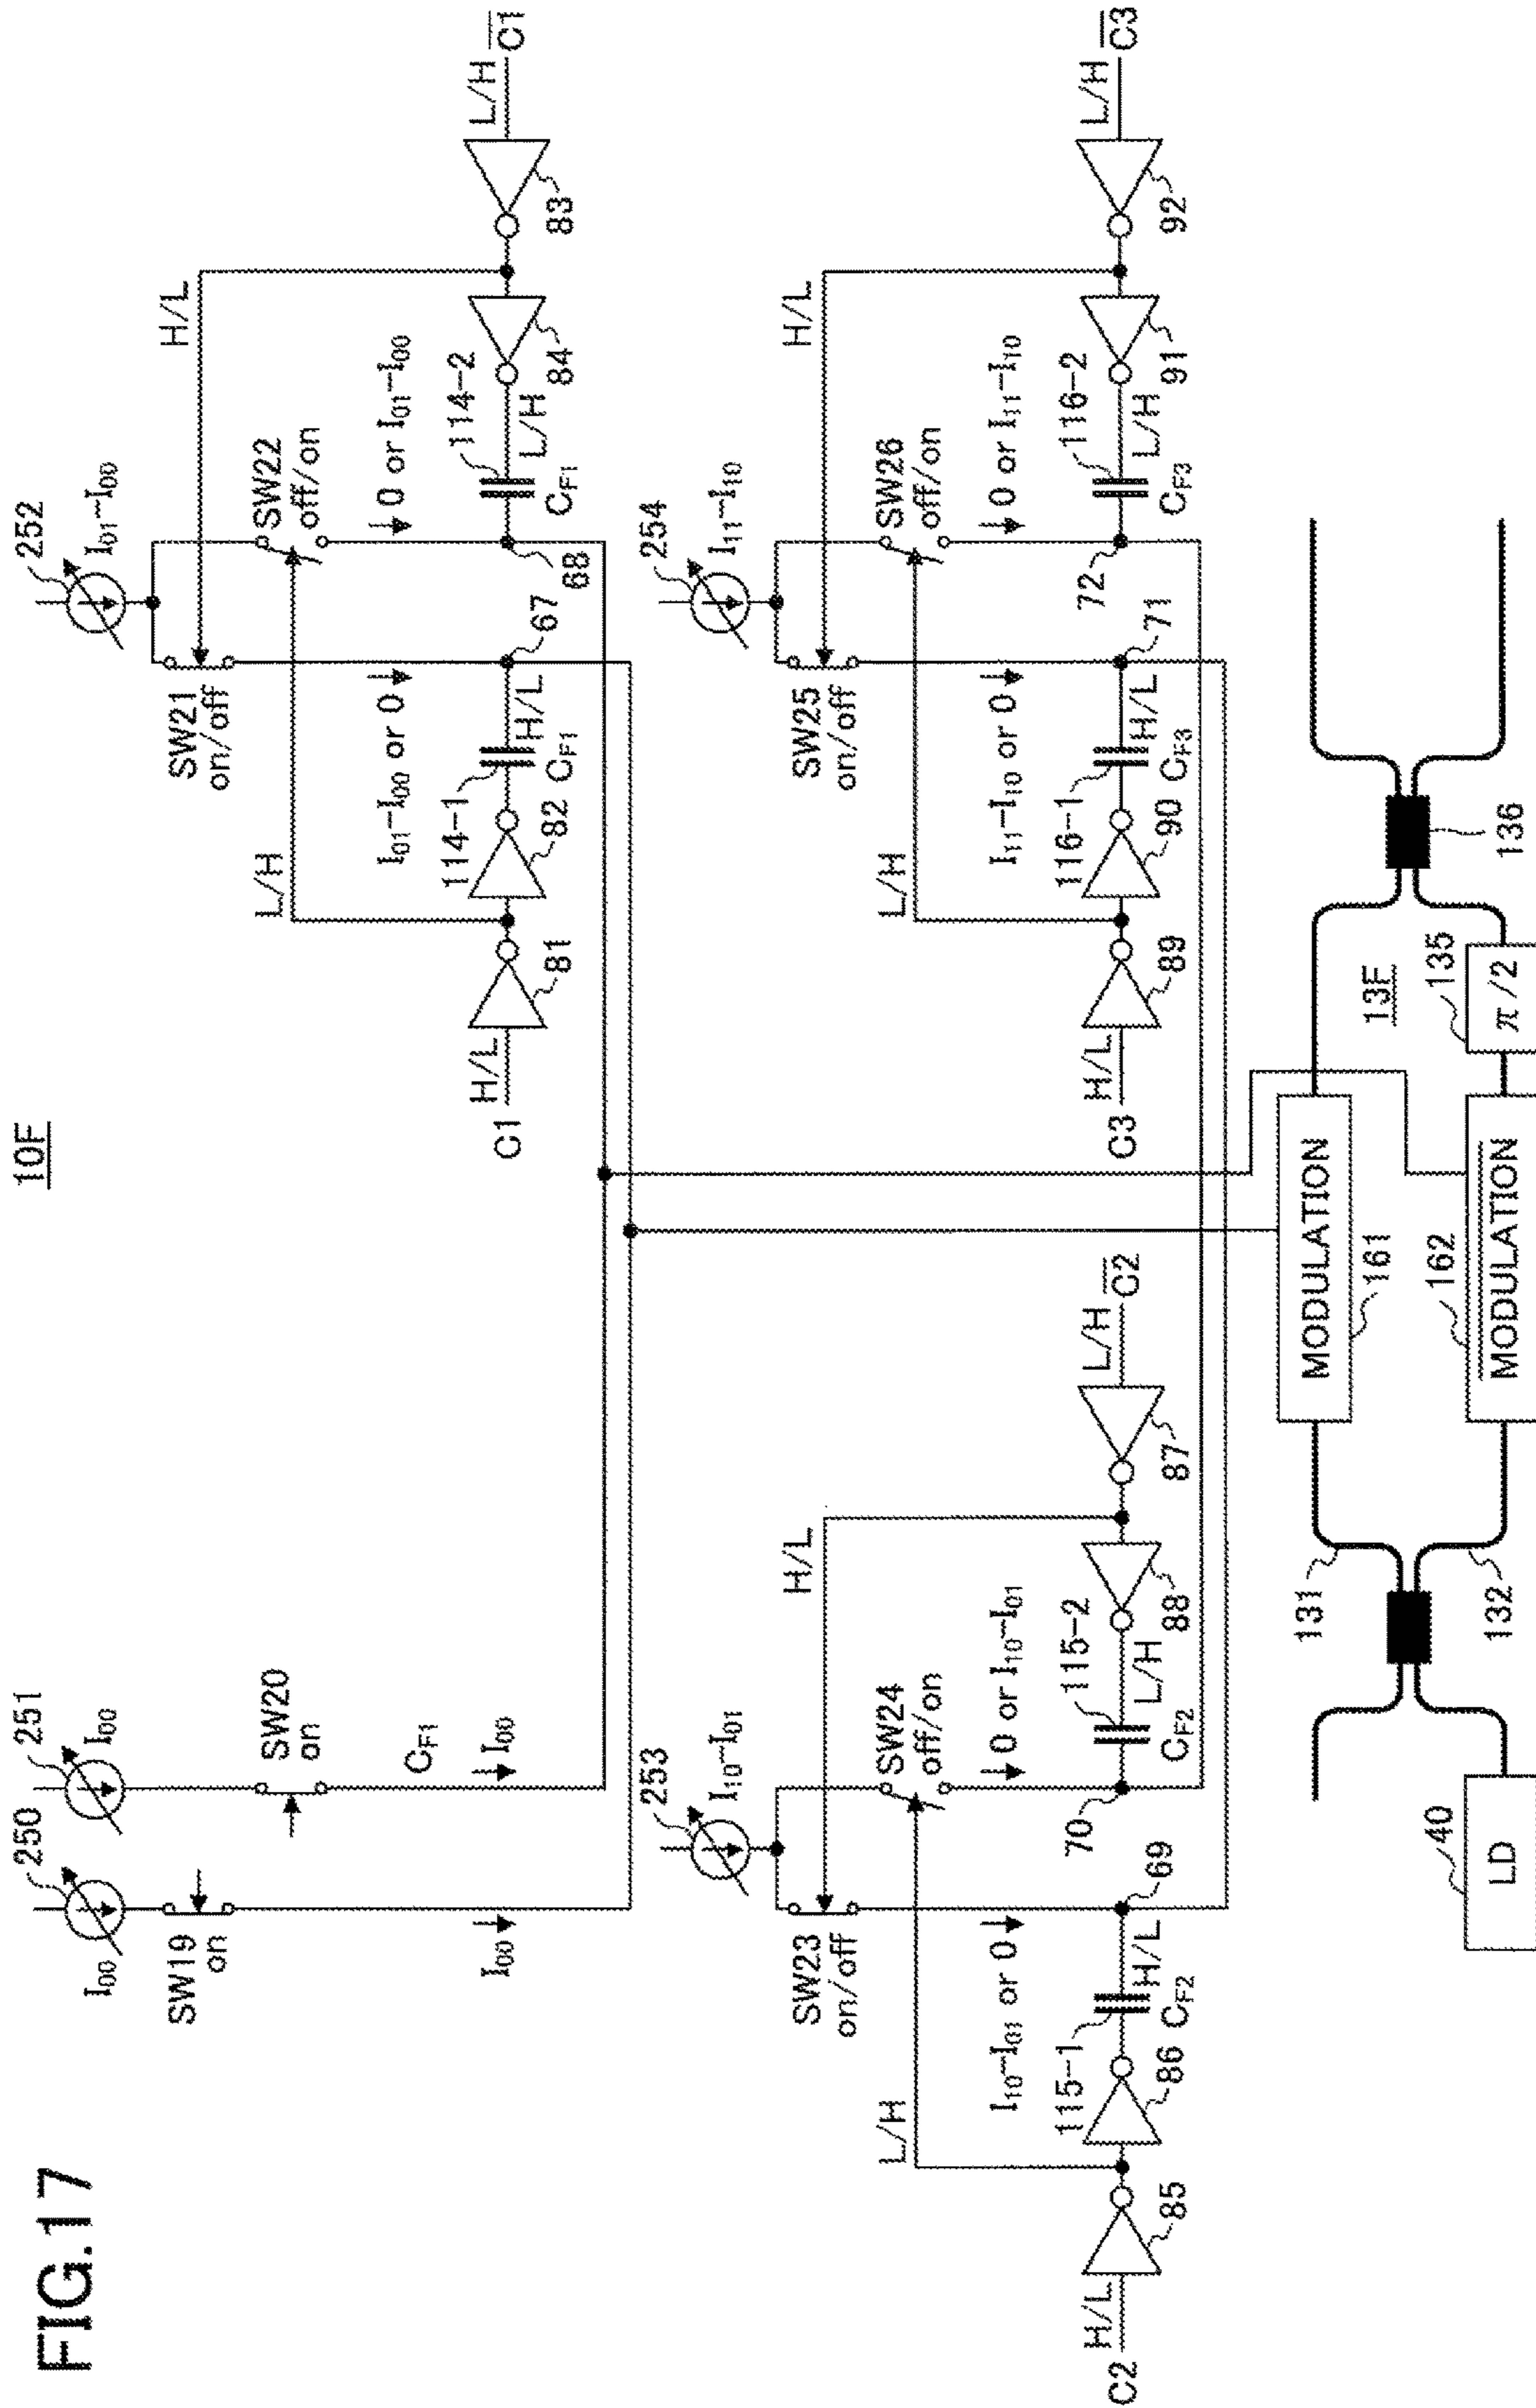 FIG.17
10F
250
I00
SW19
on
I00
251
I00
SW20
on
CF1
I00
252
I01−I00
SW21
on/off
H/L
SW22
off/on
L/H
I01−I00 or 0
0 or I01−I00
67
68
C1
H/L
81
82
114-1
CF1
H/L
114-2
CF1
L/H
84
83
L/H
C̅1̅
253
I10−I01
SW23
on/off
H/L
SW24
off/on
L/H
I10−I01 or 0
0 or I10−I01
69
70
C2
H/L
85
86
115-1
CF2
H/L
115-2
CF2
L/H
88
87
L/H
C̅2̅
254
I11−I10
SW25
on/off
H/L
SW26
off/on
L/H
I11−I10 or 0
0 or I11−I10
71
72
C3
H/L
89
90
116-1
CF3
H/L
116-2
CF3
L/H
91
92
L/H
C̅3̅
40
LD
131
132
MODULATION
161
162
M̅O̅D̅U̅L̅A̅T̅I̅O̅N̅
13F
135
π/2
136